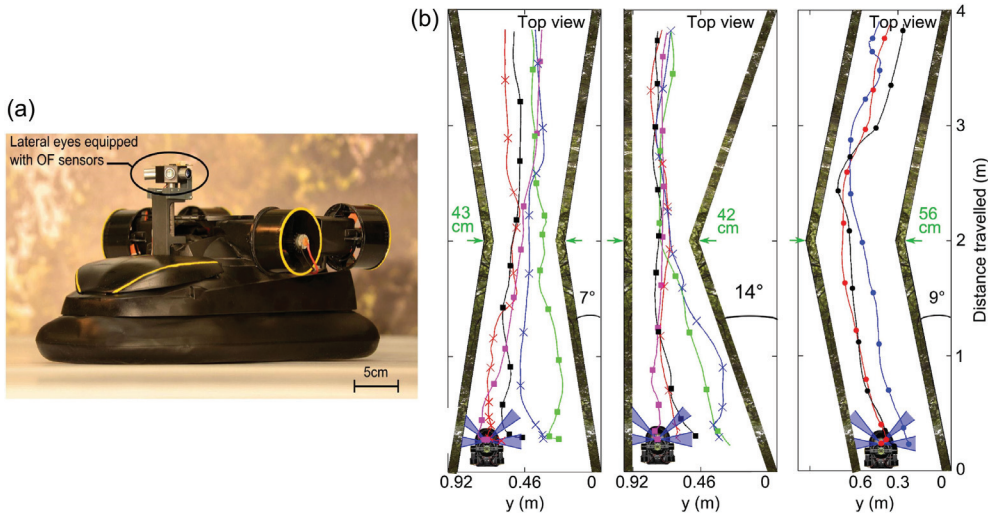 (a)
Lateral eyes equipped
with OF sensors
5cm
(b)
Top view
43
cm
7°
0.92
0.46
0
y (m)
Top view
42
cm
14°
0.92
0.46
0
y (m)
Top view
56
cm
9°
0.6
0.3
y (m)
4
3
2
1
0
Distance travelled (m)